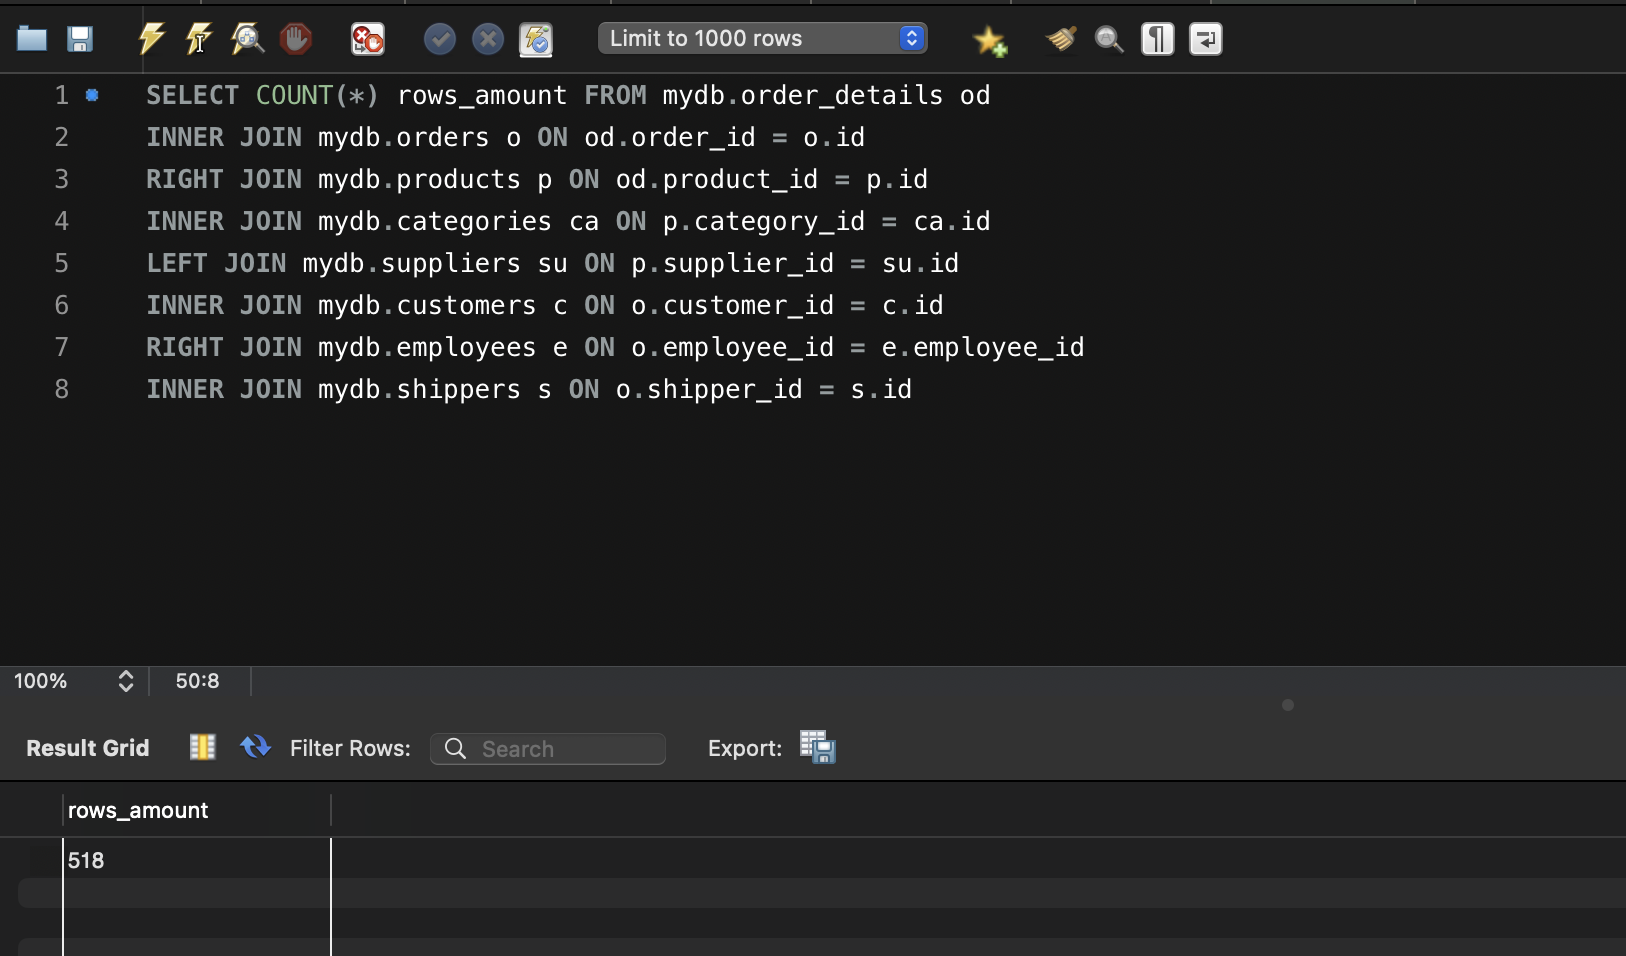 Limit to 1000 rows
1 SELECT COUNT(*) rows_amount FROM mydb.order_details od
2 INNER JOIN mydb.orders o ON od.order_id = o.id
3 RIGHT JOIN mydb.products p ON od.product_id = p.id
4 INNER JOIN mydb.categories ca ON p.category_id = ca.id
5 LEFT JOIN mydb.suppliers su ON p.supplier_id = su.id
6 INNER JOIN mydb.customers c ON o.customer_id = c.id
7 RIGHT JOIN mydb.employees e ON o.employee_id = e.employee_id
8 INNER JOIN mydb.shippers s ON o.shipper_id = s.id
100% 50:8
Result Grid Filter Rows: Search Export:
rows_amount
518